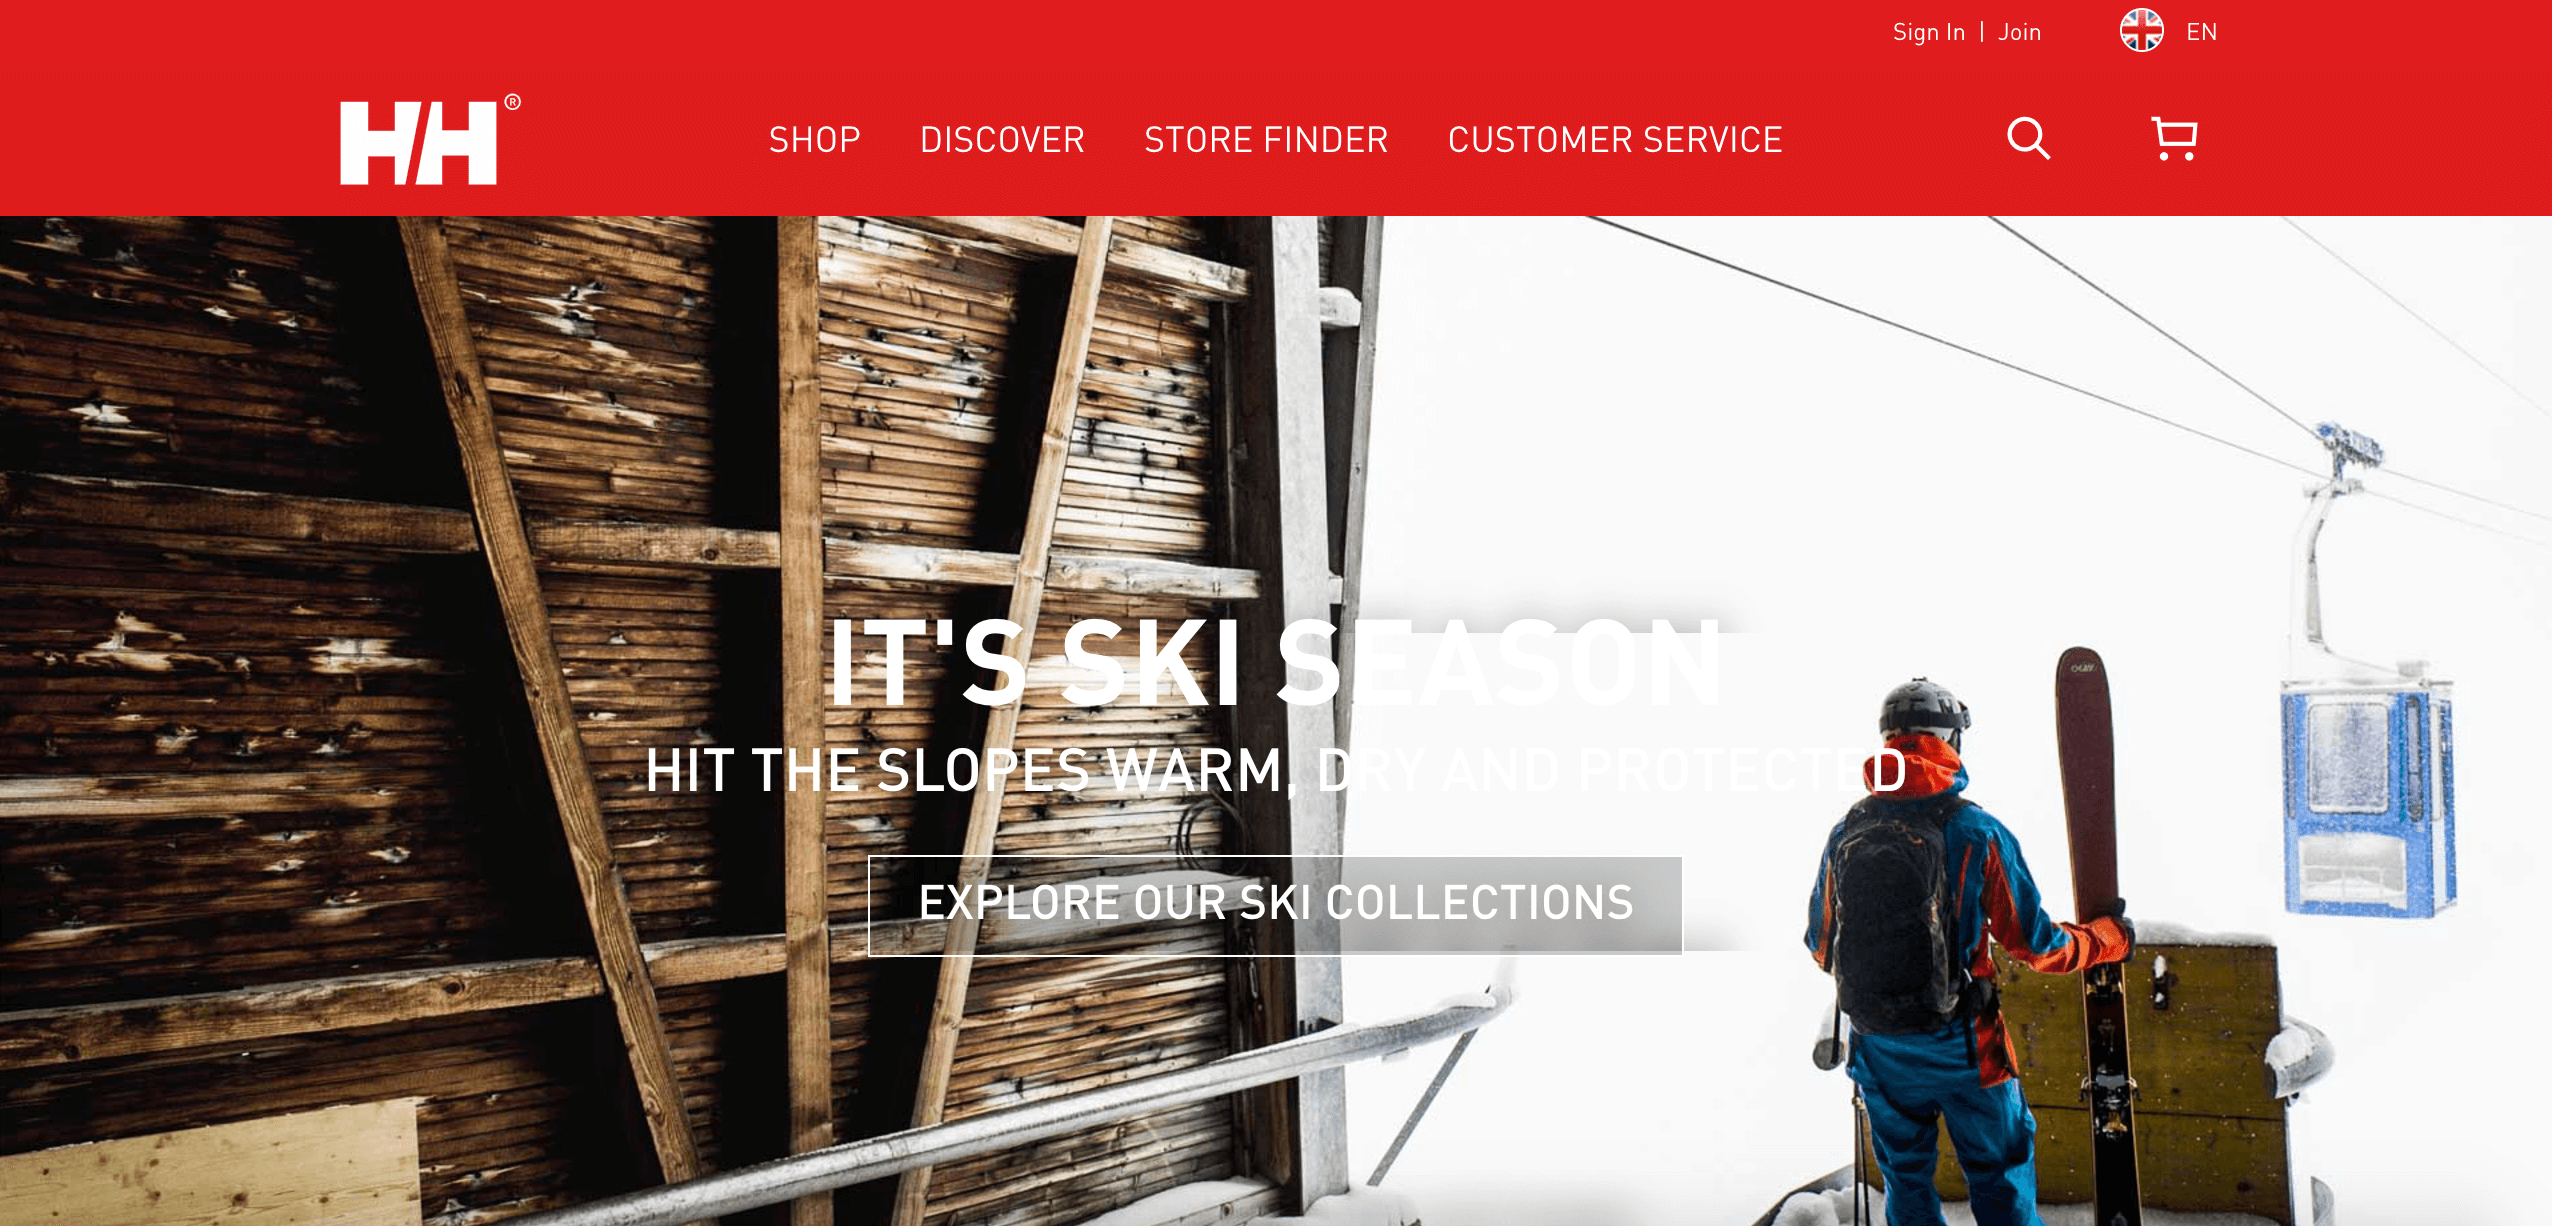 Sign In | Join EN
HH®
SHOP DISCOVER STORE FINDER CUSTOMER SERVICE
IT'S SKI SEASON
HIT THE SLOPES WARM, DRY AND PROTECTED
EXPLORE OUR SKI COLLECTIONS